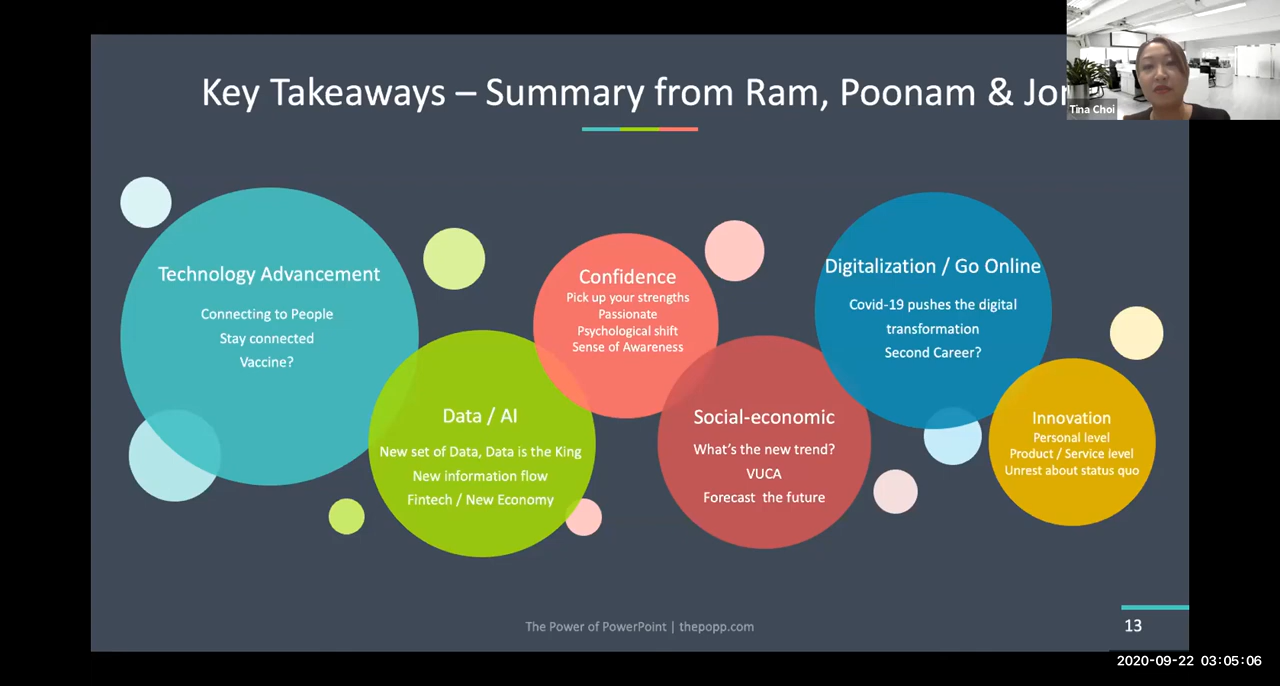 Key Takeaways – Summary from Ram, Poonam &
Tina Choi
Technology Advancement
Connecting to People
Stay connected
Vaccine?
Data / AI
New set of Data, Data is the King
New information flow
Fintech / New Economy
Confidence
Pick up your strengths
Passionate
Psychological shift
Sense of Awareness
Social-economic
What's the new trend?
VUCA
Forecast the future
Digitalization / Go Online
Covid-19 pushes the digital
transformation
Second Career?
Innovation
Personal level
Product / Service level
Unrest about status quo
The Power of PowerPoint | thepopp.com
13
2020-09-22 03:05:06